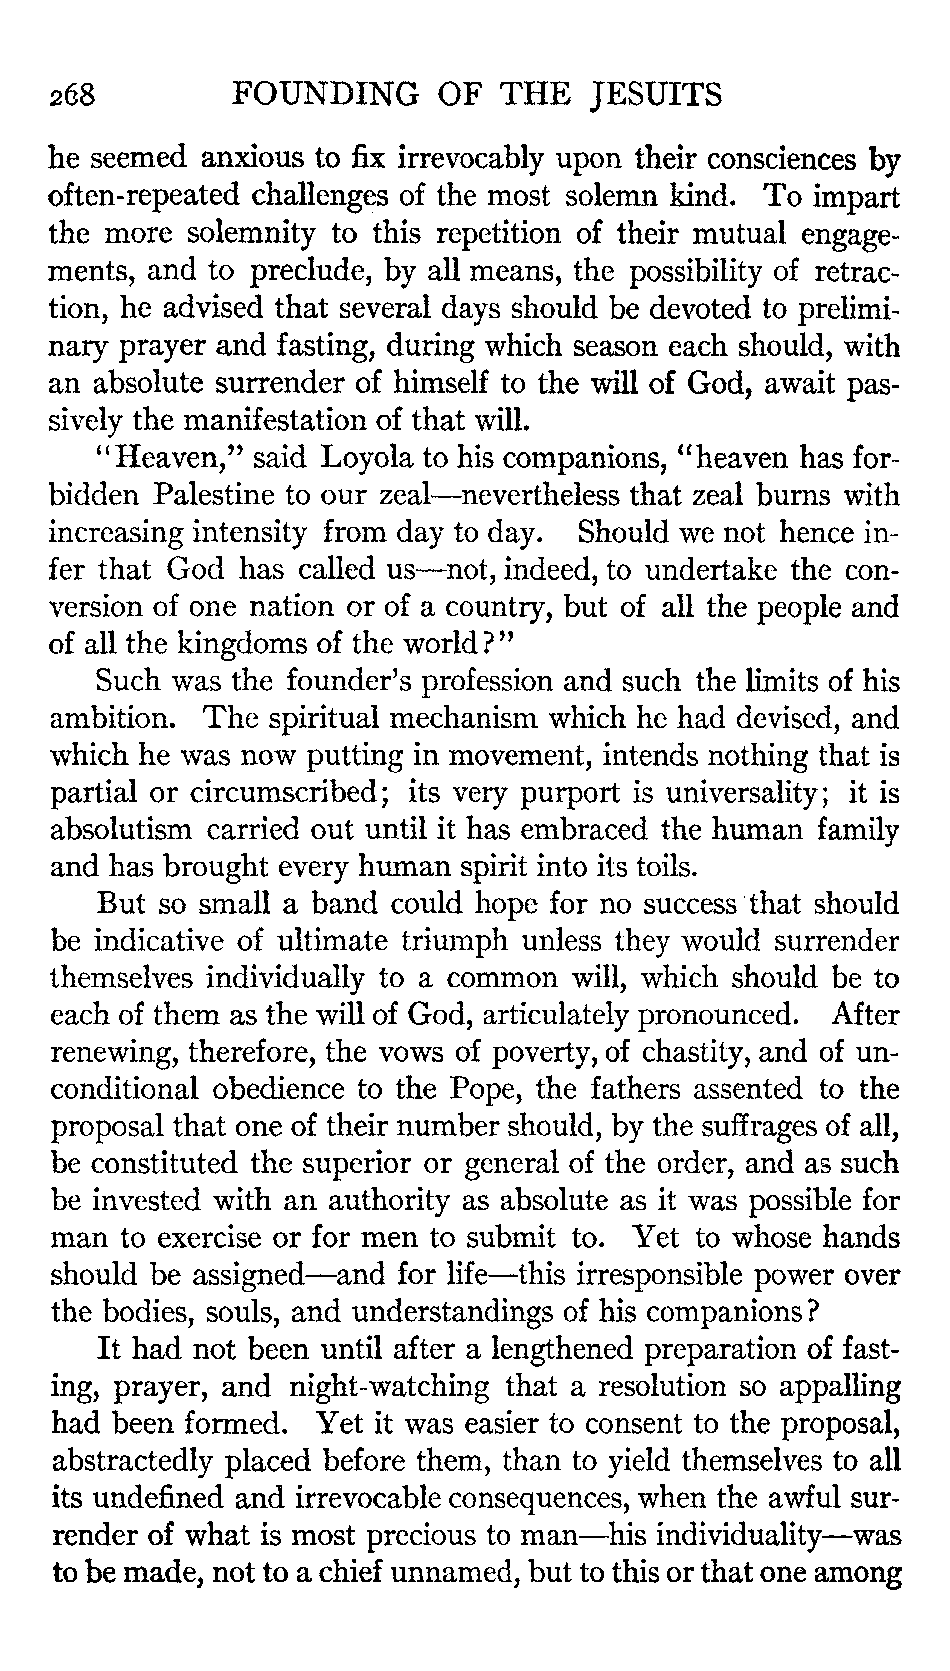 268 FOUNDING OF THE JESUITS
he seemed anxious to fix irrevocably upon their consciences by
often-repeated challenges of the most solemn kind. To impart
the more solemnity to this repetition of their mutual engage-
ments, and to preclude, by all means, the possibility of retrac-
tion, he advised that several days should be devoted to prelimi-
nary prayer and fasting, during which season each should, with
an absolute surrender of himself to the will of God, await pas-
sively the manifestation of that will.
"Heaven," said Loyola to his companions, "heaven has for-
bidden Palestine to our zeal—nevertheless that zeal burns with
increasing intensity from day to day. Should we not hence in-
fer that God has called us—not, indeed, to undertake the con-
version of one nation or of a country, but of all the people and
of all the kingdoms of the world?"
Such was the founder's profession and such the limits of his
ambition. The spiritual mechanism which he had devised, and
which he was now putting in movement, intends nothing that is
partial or circumscribed; its very purport is universality; it is
absolutism carried out until it has embraced the human family
and has brought every human spirit into its toils.
But so small a band could hope for no success that should
be indicative of ultimate triumph unless they would surrender
themselves individually to a common will, which should be to
each of them as the will of God, articulately pronounced. After
renewing, therefore, the vows of poverty, of chastity, and of un-
conditional obedience to the Pope, the fathers assented to the
proposal that one of their number should, by the suffrages of all,
be constituted the superior or general of the order, and as such
be invested with an authority as absolute as it was possible for
man to exercise or for men to submit to. Yet to whose hands
should be assigned—and for life—this irresponsible power over
the bodies, souls, and understandings of his companions?
It had not been until after a lengthened preparation of fast-
ing, prayer, and night-watching that a resolution so appalling
had been formed. Yet it was easier to consent to the proposal,
abstractedly placed before them, than to yield themselves to all
its undefined and irrevocable consequences, when the awful sur-
render of what is most precious to man—his individuality—was
to be made, not to a chief unnamed, but to this or that one among